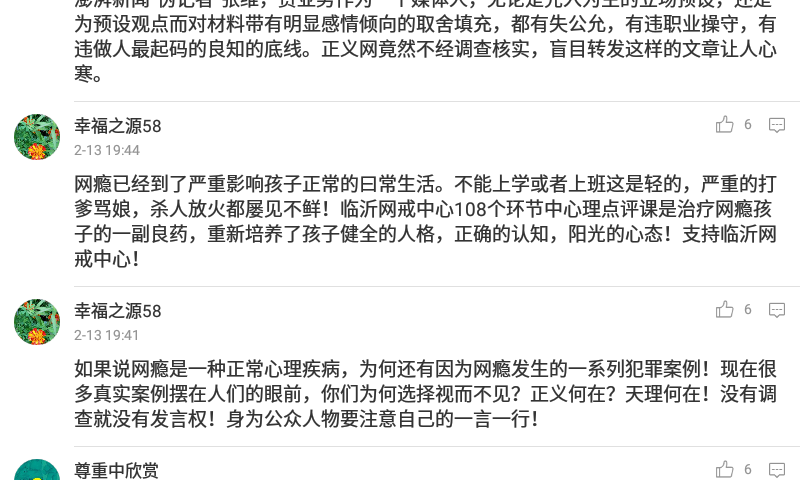 为预设观点而对材料带有明显感情倾向的取舍填充，都有失公允，有违职业操守，有
违做人最起码的良知的底线。正义网竟然不经调查核实，盲目转发这样的文章让人心
寒。
幸福之源58
6
2-13 19:44
网瘾已经到了严重影响孩子正常的曰常生活。不能上学或者上班这是轻的，严重的打
爹骂娘，杀人放火都屡见不鲜！临沂网戒中心108个环节中心理点评课是治疗网瘾孩
子的一副良药，重新培养了孩子健全的人格，正确的认知，阳光的心态！支持临沂网
戒中心！
幸福之源58
6
2-13 19:41
如果说网瘾是一种正常心理疾病，为何还有因为网瘾发生的一系列犯罪案例！现在很
多真实案例摆在人们的眼前，你们为何选择视而不见？正义何在？天理何在！没有调
查就没有发言权！身为公众人物要注意自己的一言一行！
尊重中欣赏
6